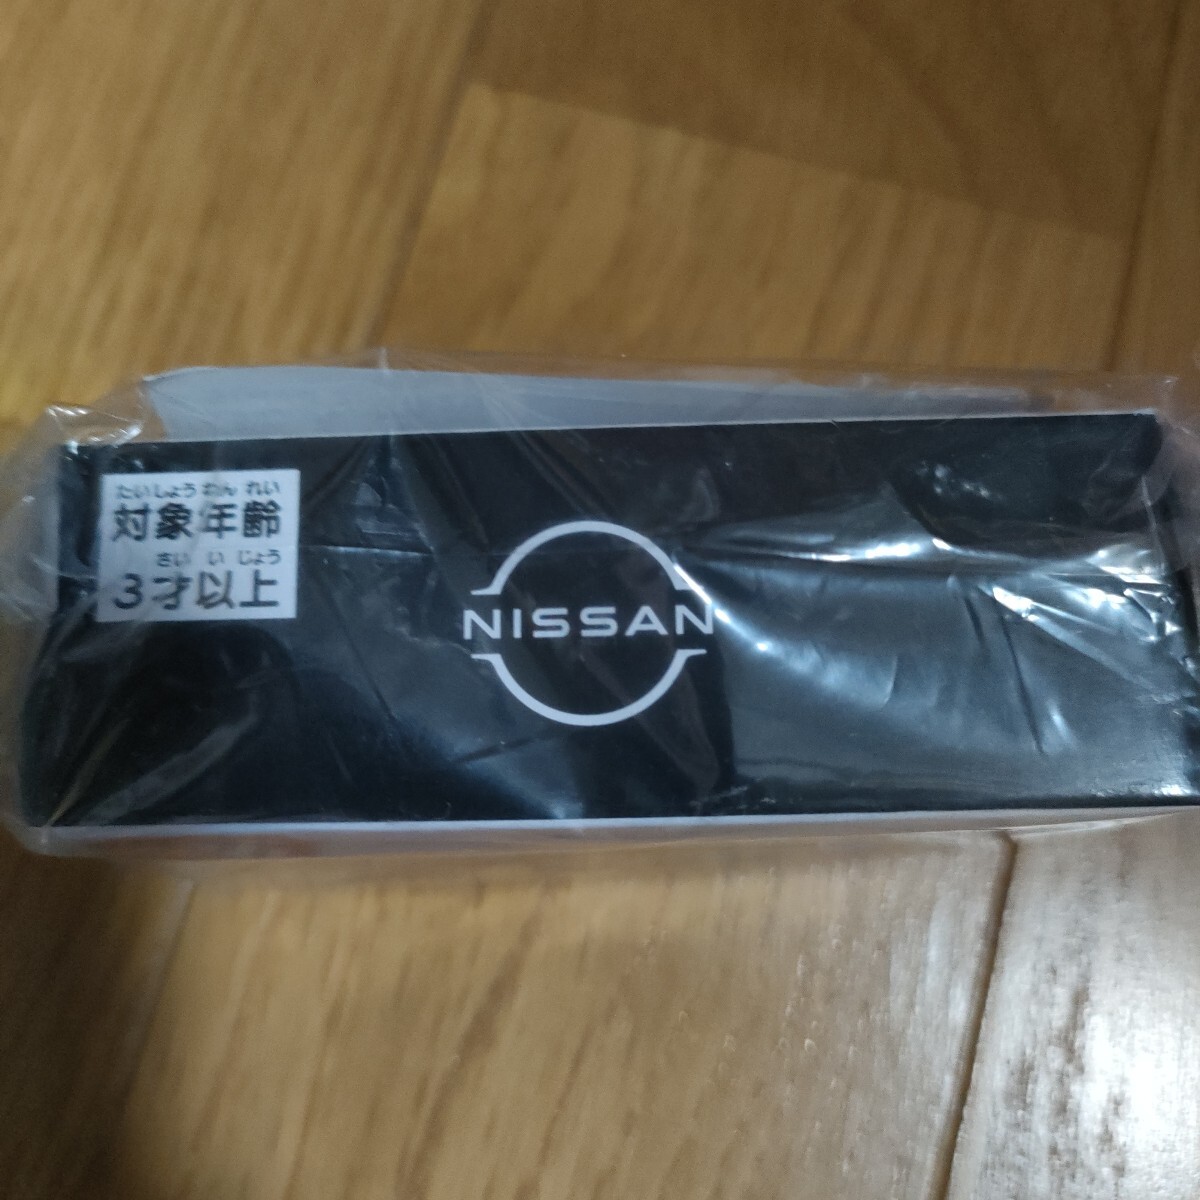 たいしょう ねん れい
対象年齢
さい い じょう
3才以上
NISSAN